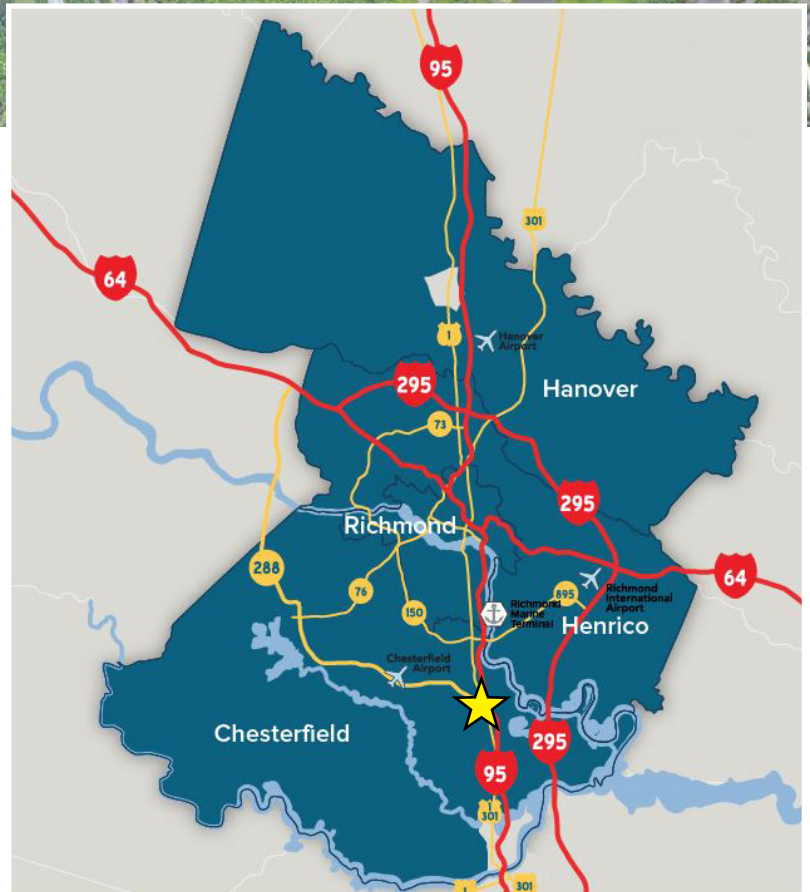 95
301
64
1
Hanover
Airport
295
Hanover
73
295
Richmond
288
64
76
895
Richmond
International
Airport
150
Richmond
Marine
Terminal
Henrico
Chesterfield
Airport
Chesterfield
295
95
1
301
1
301